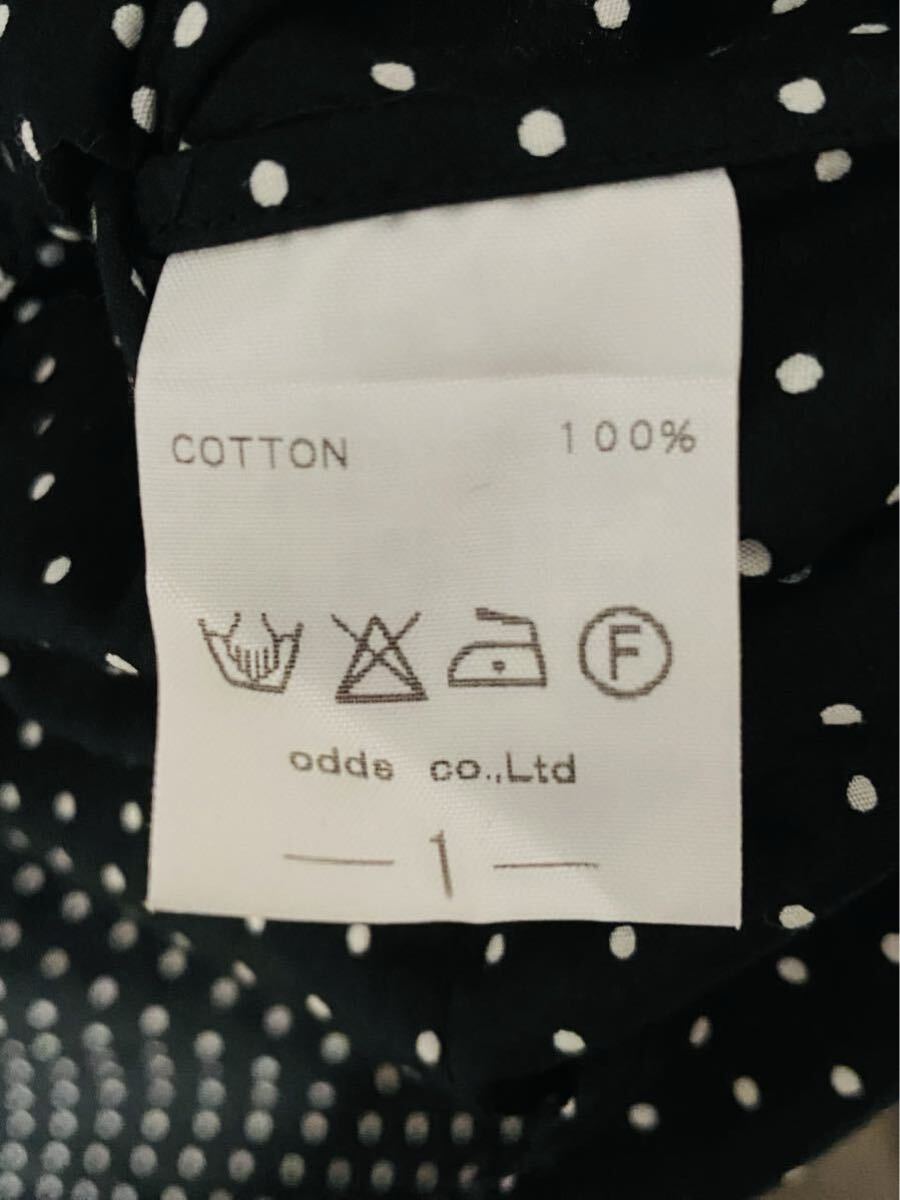 COTTON 100%
F
odds co.,Ltd
— 1 —